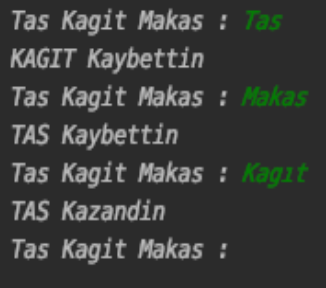 Tas Kagit Makas : Tas
KAGIT Kaybettin
Tas Kagit Makas : Makas
TAS Kaybettin
Tas Kagit Makas : Kagıt
TAS Kazandin
Tas Kagit Makas :